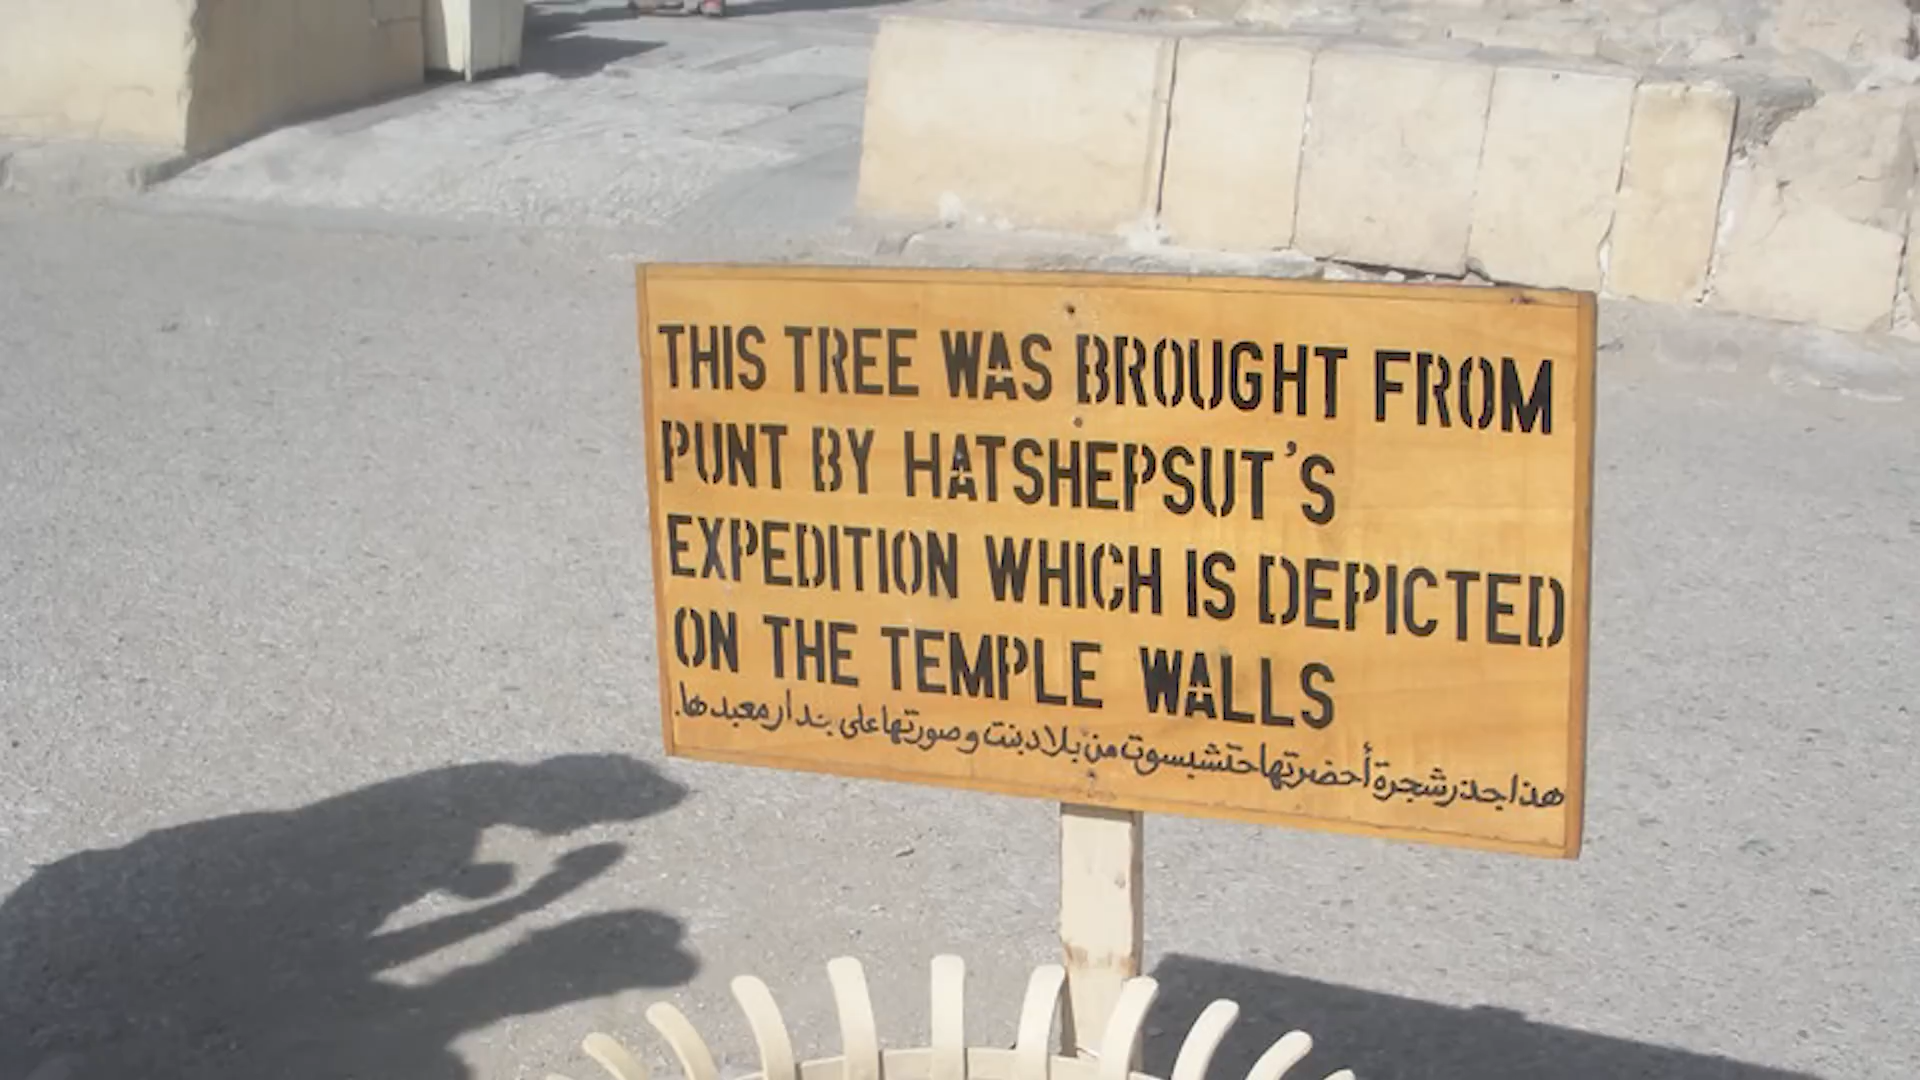 THIS TREE WAS BROUGHT FROM
PUNT BY HATSHEPSUT'S
EXPEDITION WHICH IS DEPICTED
ON THE TEMPLE WALLS
هذا جذر شجرة أحضرتها حتشبسوت من بلاد بنت وصورتها على جدار معبدها.